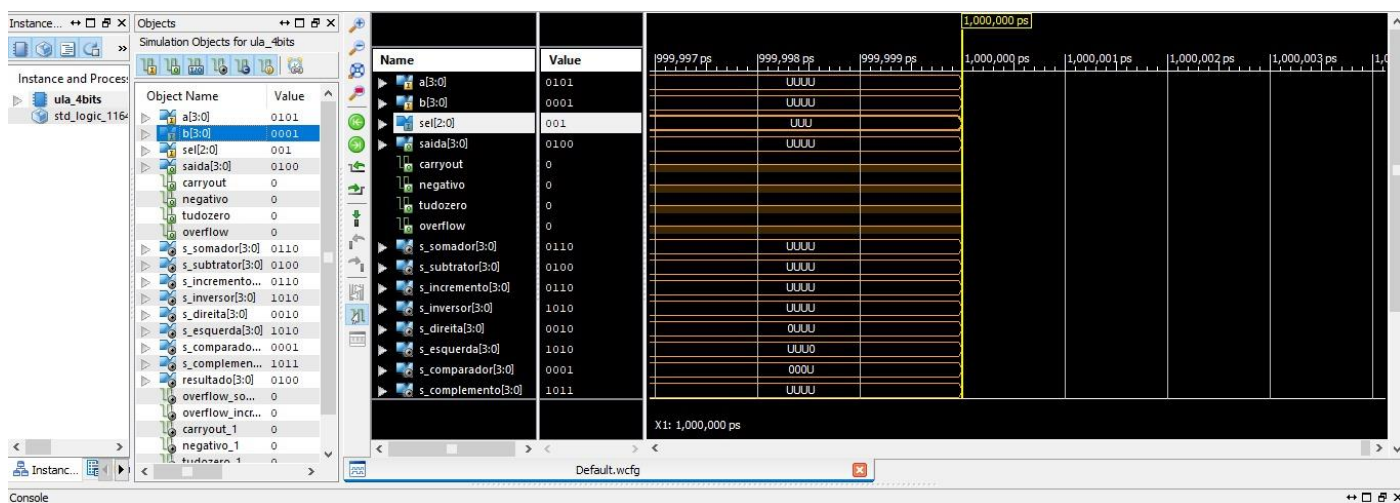 Instance...
Objects
Simulation Objects for ula_4bits
Instance and Proces
ula_4bits
std_logic_1164
Object Name Value
a[3:0] 0101
b[3:0] 0001
sel[2:0] 001
saida[3:0] 0100
carryout 0
negativo 0
tudozero 0
overflow 0
s_somador[3:0] 0110
s_subtrator[3:0] 0100
s_incremento... 0110
s_inversor[3:0] 1010
s_direita[3:0] 0010
s_esquerda[3:0] 1010
s_comparado... 0001
s_complemen... 1011
resultado[3:0] 0100
overflow_so... 0
overflow_incr... 0
carryout_1 0
negativo_1 0
tudozero_1 0
Instanc...
1,000,000 ps
Name Value 999,997 ps 999,998 ps 999,999 ps 1,000,000 ps 1,000,001 ps 1,000,002 ps 1,000,003 ps
a[3:0] 0101 UUUU
b[3:0] 0001 UUUU
sel[2:0] 001 UUU
saida[3:0] 0100 UUUU
carryout 0
negativo 0
tudozero 0
overflow 0
s_somador[3:0] 0110 UUUU
s_subtrator[3:0] 0100 UUUU
s_incremento[3:0] 0110 UUUU
s_inversor[3:0] 1010 UUUU
s_direita[3:0] 0010 0UUU
s_esquerda[3:0] 1010 UUU0
s_comparador[3:0] 0001 000U
s_complemento[3:0] 1011 UUUU
X1: 1,000,000 ps
Default.wcfg
Console